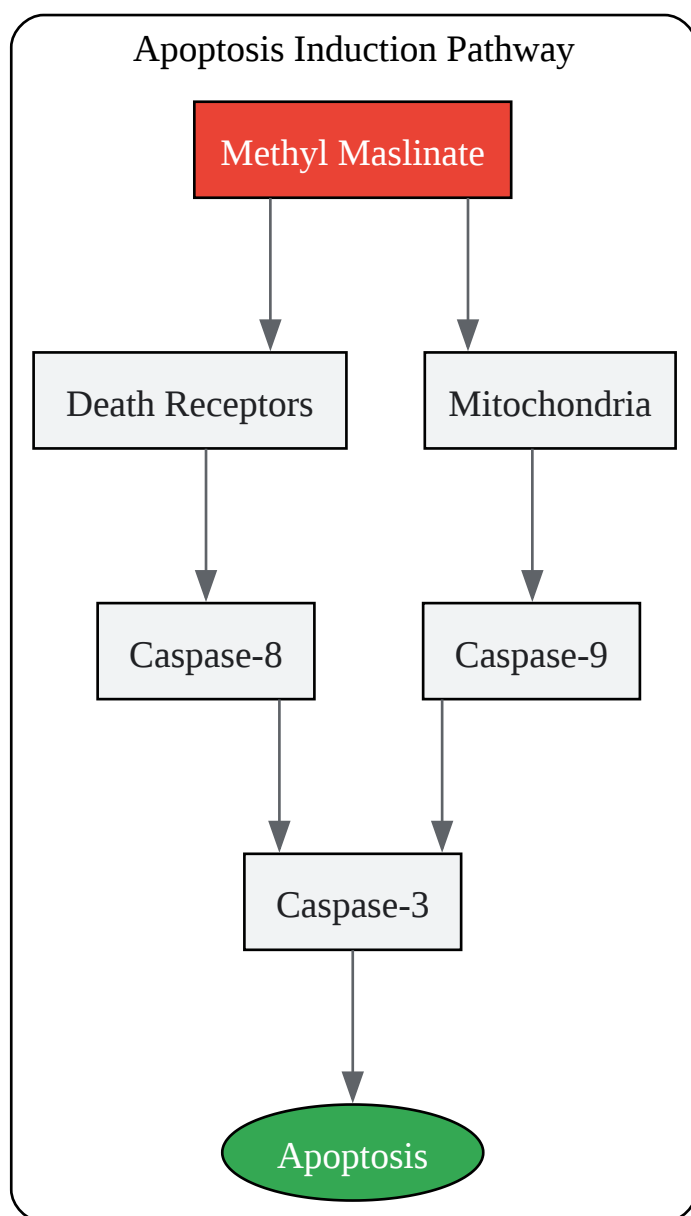 Apoptosis Induction Pathway
Methyl Maslinate
Death Receptors
Mitochondria
Caspase-8
Caspase-9
Caspase-3
Apoptosis